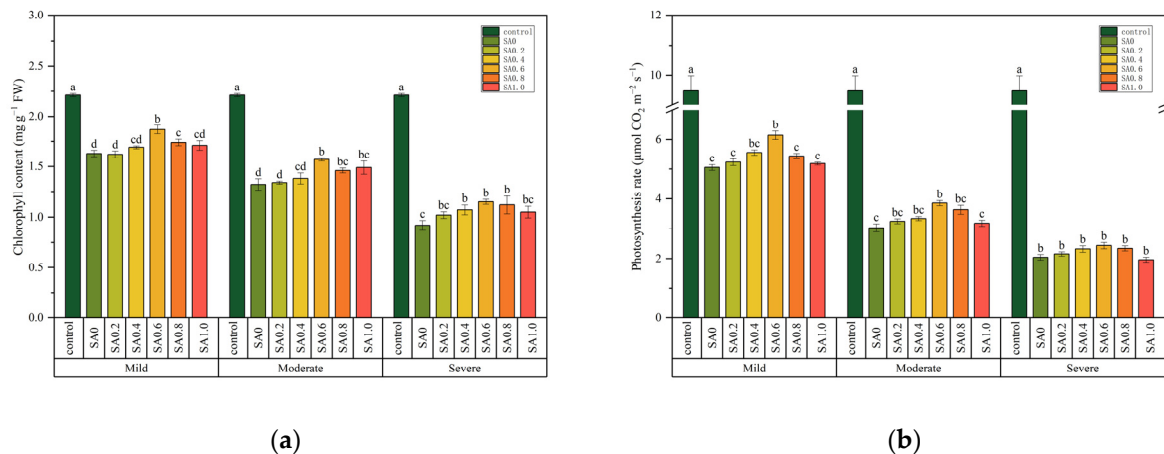 3.0
2.5
2.0
1.5
1.0
0.5
0.0
Chlorophyll content (mg g⁻¹ FW)
control
SA0
SA0.2
SA0.4
SA0.6
SA0.8
SA1.0
a
d
d
cd
b
c
cd
a
d
d
cd
b
bc
bc
a
c
bc
b
b
b
bc
control
SA0
SA0.2
SA0.4
SA0.6
SA0.8
SA1.0
control
SA0
SA0.2
SA0.4
SA0.6
SA0.8
SA1.0
control
SA0
SA0.2
SA0.4
SA0.6
SA0.8
SA1.0
Mild
Moderate
Severe
(a)
12
10
6
4
2
0
Photosynthesis rate (μmol CO₂ m⁻² s⁻¹)
control
SA0
SA0.2
SA0.4
SA0.6
SA0.8
SA1.0
a
c
c
bc
b
c
c
a
c
bc
bc
b
bc
c
a
b
b
b
b
b
b
control
SA0
SA0.2
SA0.4
SA0.6
SA0.8
SA1.0
control
SA0
SA0.2
SA0.4
SA0.6
SA0.8
SA1.0
control
SA0
SA0.2
SA0.4
SA0.6
SA0.8
SA1.0
Mild
Moderate
Severe
(b)